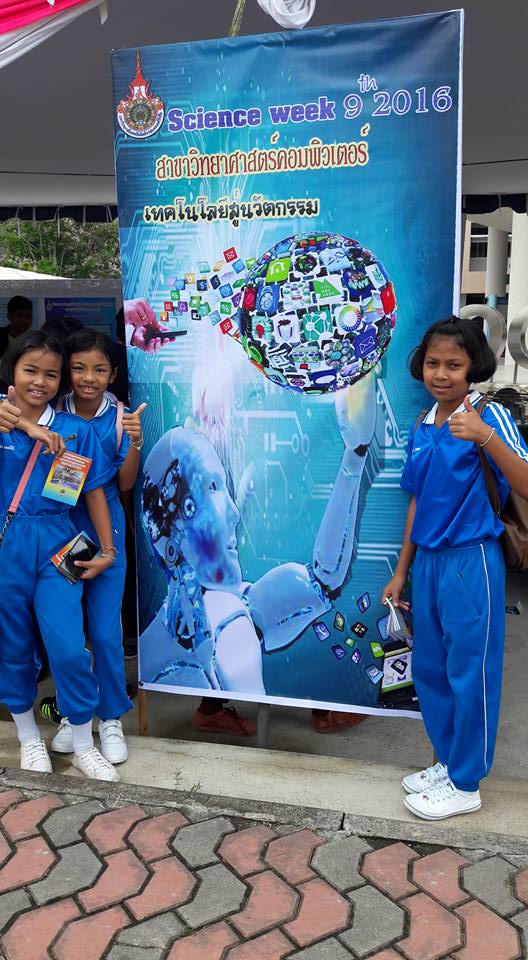 Science week 9th 2016
สาขาวิทยาศาสตร์คอมพิวเตอร์
เทคโนโลยีสู่นวัตกรรม